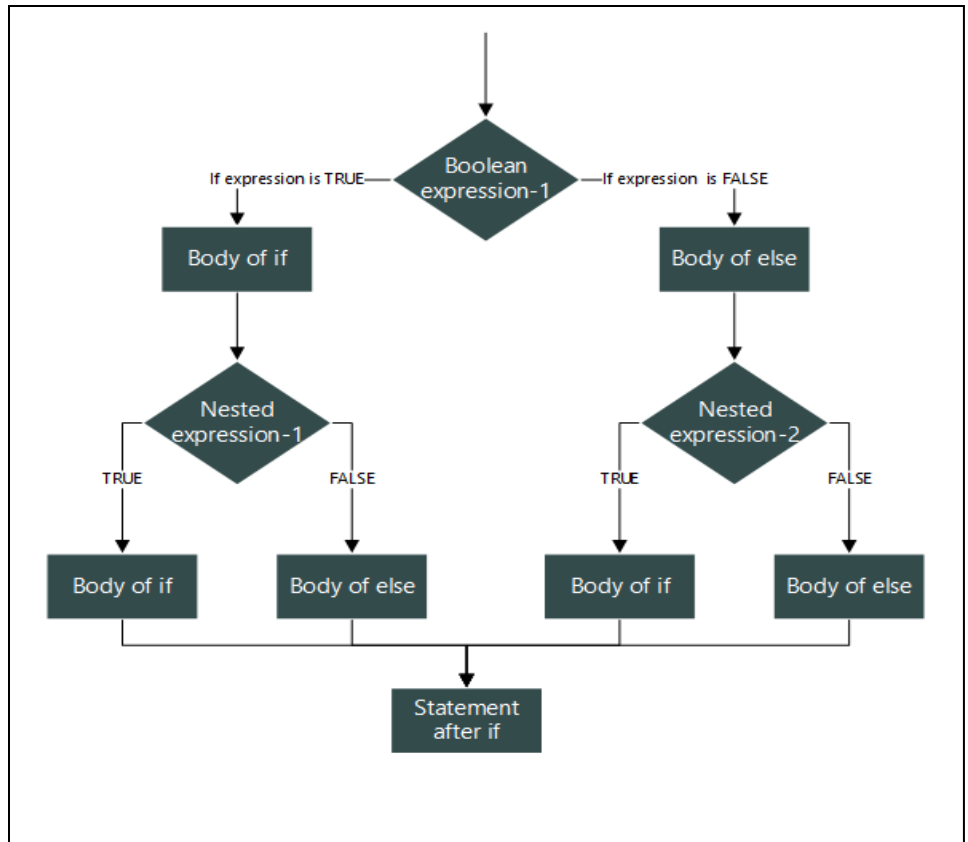 Boolean
expression-1
If expression is TRUE
If expression is FALSE
Body of if
Body of else
Nested
expression-1
Nested
expression-2
TRUE
FALSE
TRUE
FALSE
Body of if
Body of else
Body of if
Body of else
Statement
after if